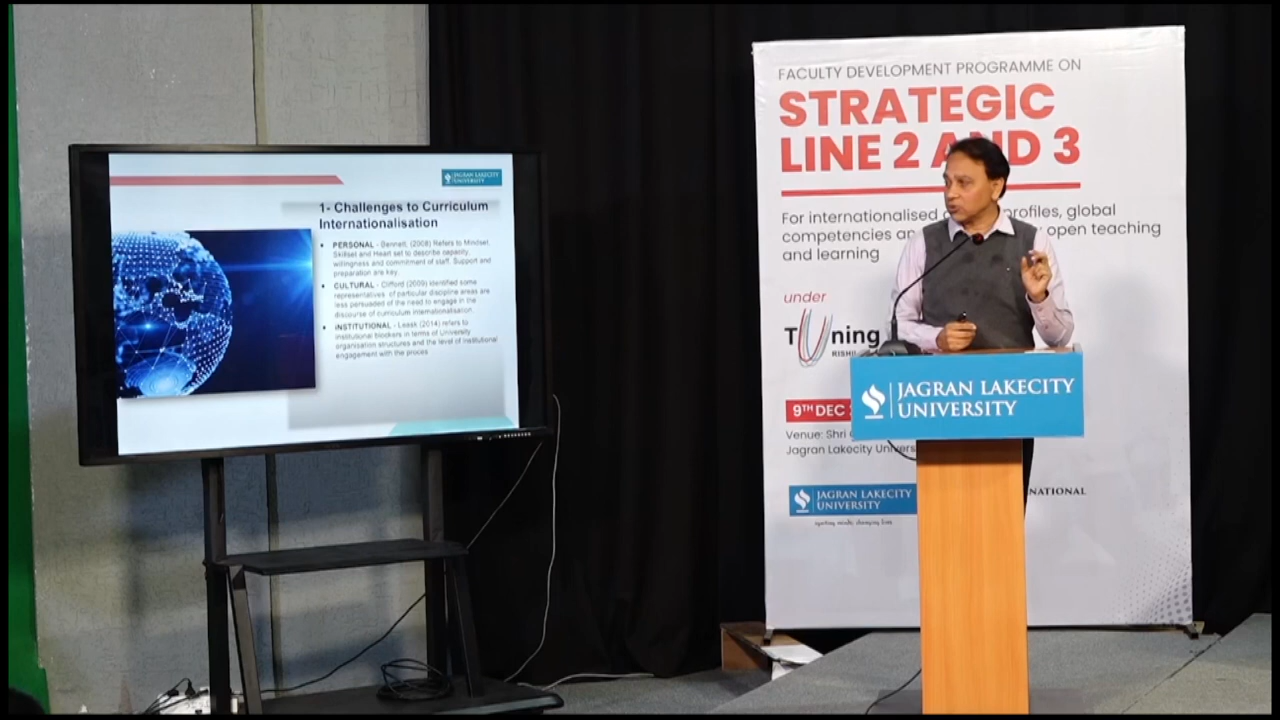 JAGRAN LAKECITY
UNIVERSITY
1- Challenges to Curriculum
Internationalisation
• PERSONAL - Bennett, (2008) Refers to Mindset,
Skillset and Heart set to describe capacity,
willingness and commitment of staff. Support and
preparation are key.
• CULTURAL - Clifford (2009) identified some
representatives of particular discipline areas are
less persuaded of the need to engage in the
discourse of curriculum internationalisation.
• INSTITUTIONAL - Leask (2014) refers to
institutional blockers in terms of University
organisation structures and the level of institutional
engagement with the proces
FACULTY DEVELOPMENT PROGRAMME ON
STRATEGIC
LINE 2 AND 3
For internationalised profiles, global
competencies open teaching
and learning
under
Tuning
9TH DEC
Venue: Shri
Jagran Lakecity
JAGRAN LAKECITY
UNIVERSITY
JAGRAN LAKECITY
UNIVERSITY